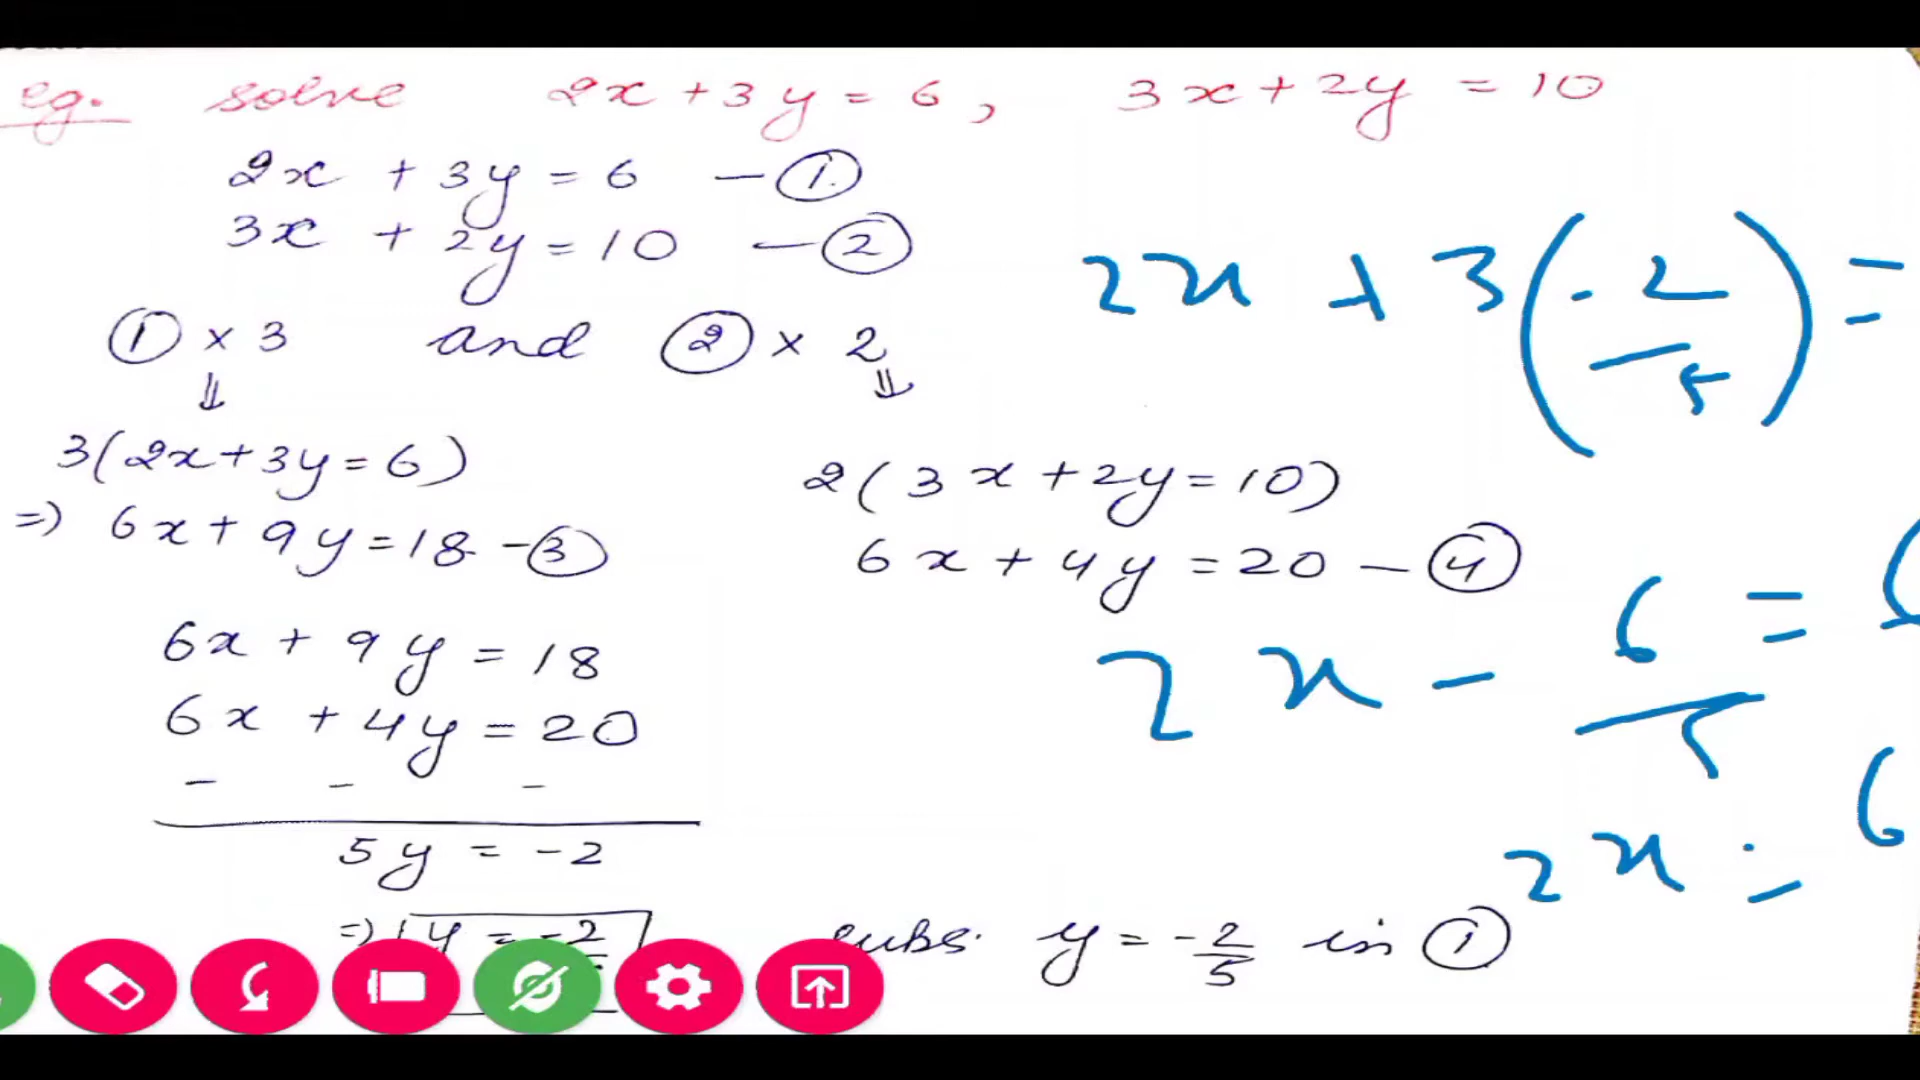 eg. solve 2x + 3y = 6, 3x + 2y = 10
2x + 3y = 6 — ①
3x + 2y = 10 — ②
① × 3 and ② × 2
⇓ ⇓
3(2x + 3y = 6)
⇒ 6x + 9y = 18 - ③
2(3x + 2y = 10)
6x + 4y = 20 — ④
6x + 9y = 18
6x + 4y = 20
- - -
5y = -2
⇒ y = -2
subs. y = -2/5 in ①
2x + 3(-2/5) =
2x - 6/5 =
2x = 6